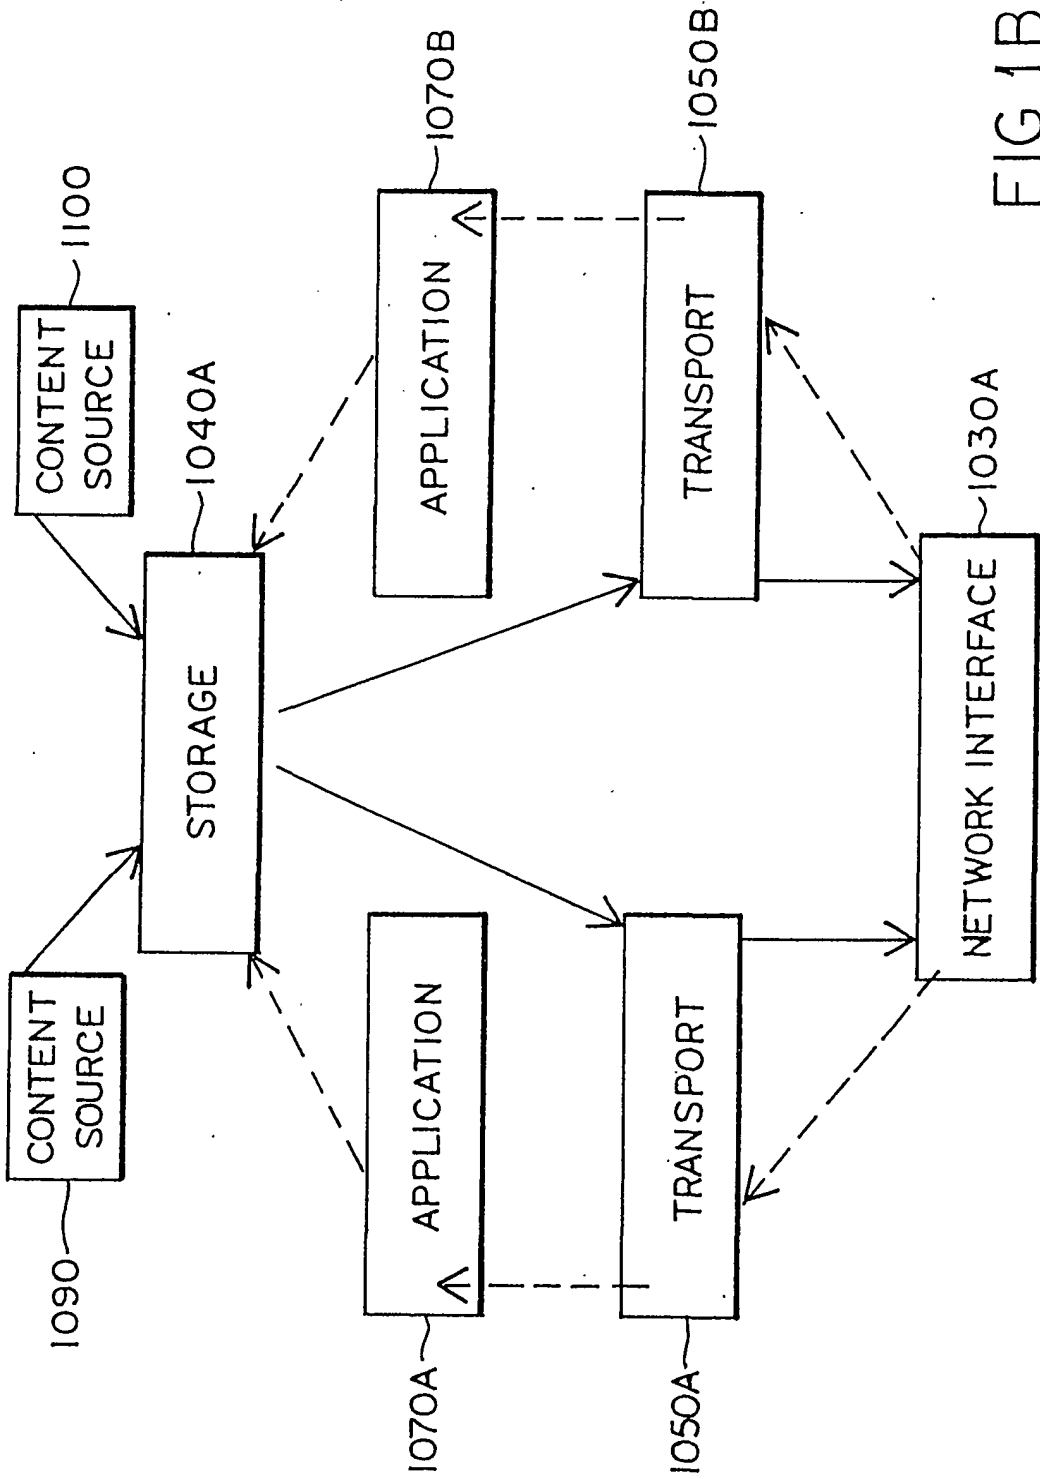 1090
CONTENT
SOURCE
CONTENT
SOURCE
1100
STORAGE
1040A
1070A
APPLICATION
APPLICATION
1070B
1050A
TRANSPORT
TRANSPORT
1050B
NETWORK INTERFACE
1030A
FIG 1B